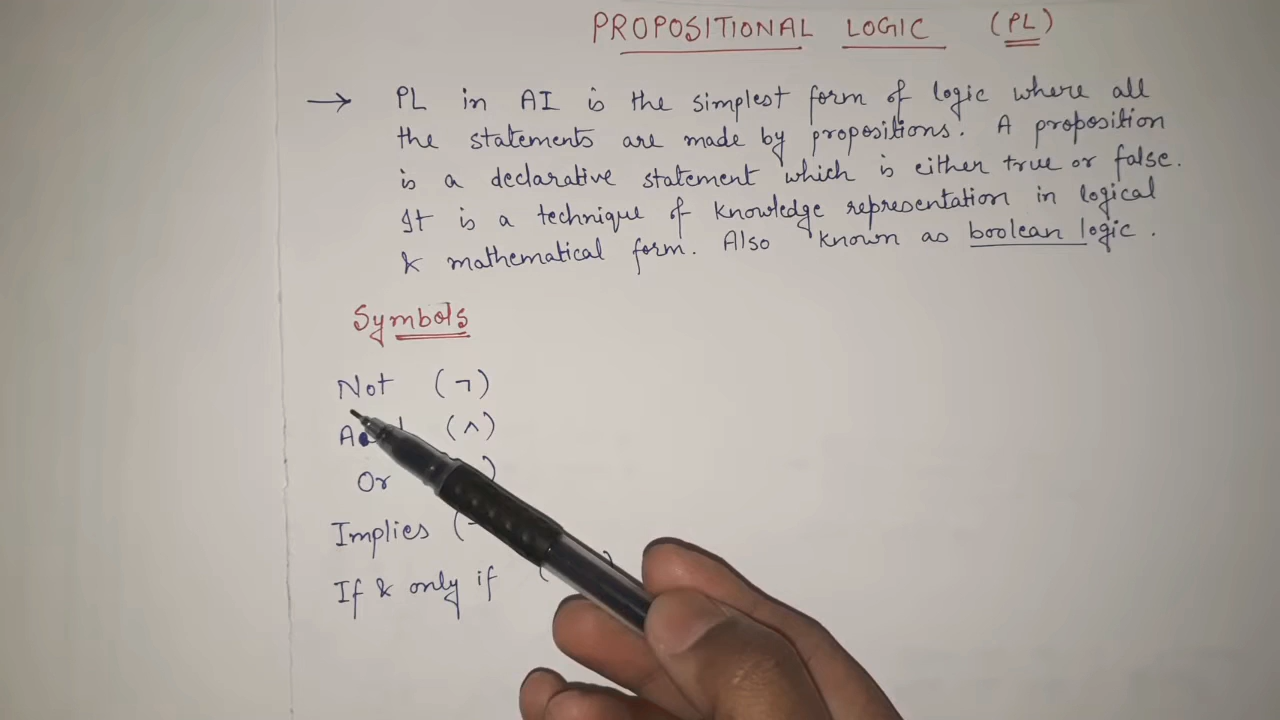 PROPOSITIONAL LOGIC (PL)
→ PL in AI is the simplest form of logic where all
the statements are made by propositions. A proposition
is a declarative statement which is either true or false.
It is a technique of knowledge representation in logical
& mathematical form. Also known as boolean logic.
Symbols
Not (¬)
(∧)
Or
Implies
If & only if